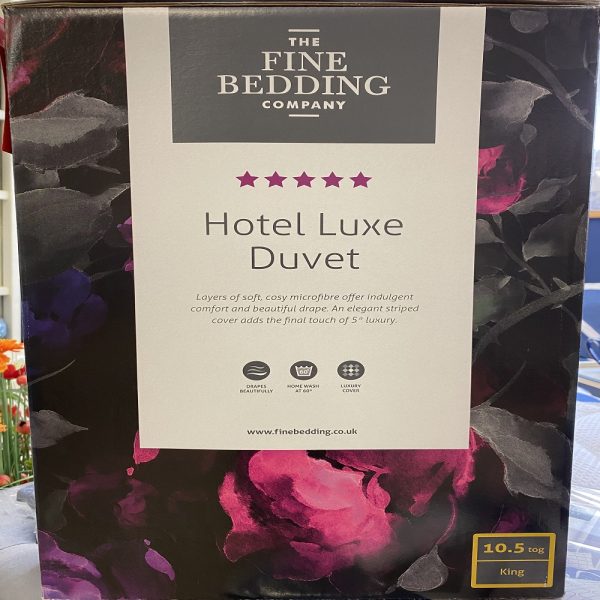 THE
FINE
BEDDING
COMPANY
Hotel Luxe
Duvet
Layers of soft, cosy microfibre offer indulgent
comfort and beautiful drape. An elegant striped
cover adds the final touch of 5* luxury.
DRAPES
BEAUTIFULLY
60°
HOME WASH
AT 60°
LUXURY
COVER
www.finebedding.co.uk
10.5 tog
King